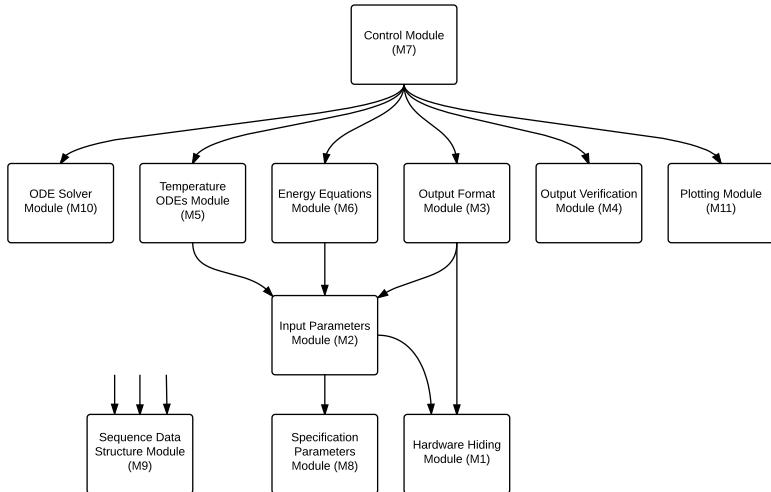 Control Module
(M7)
ODE Solver
Module (M10)
Temperature
ODEs Module
(M5)
Energy Equations
Module (M6)
Output Format
Module (M3)
Output Verification
Module (M4)
Plotting Module
(M11)
Input Parameters
Module (M2)
Sequence Data
Structure Module
(M9)
Specification
Parameters
Module (M8)
Hardware Hiding
Module (M1)